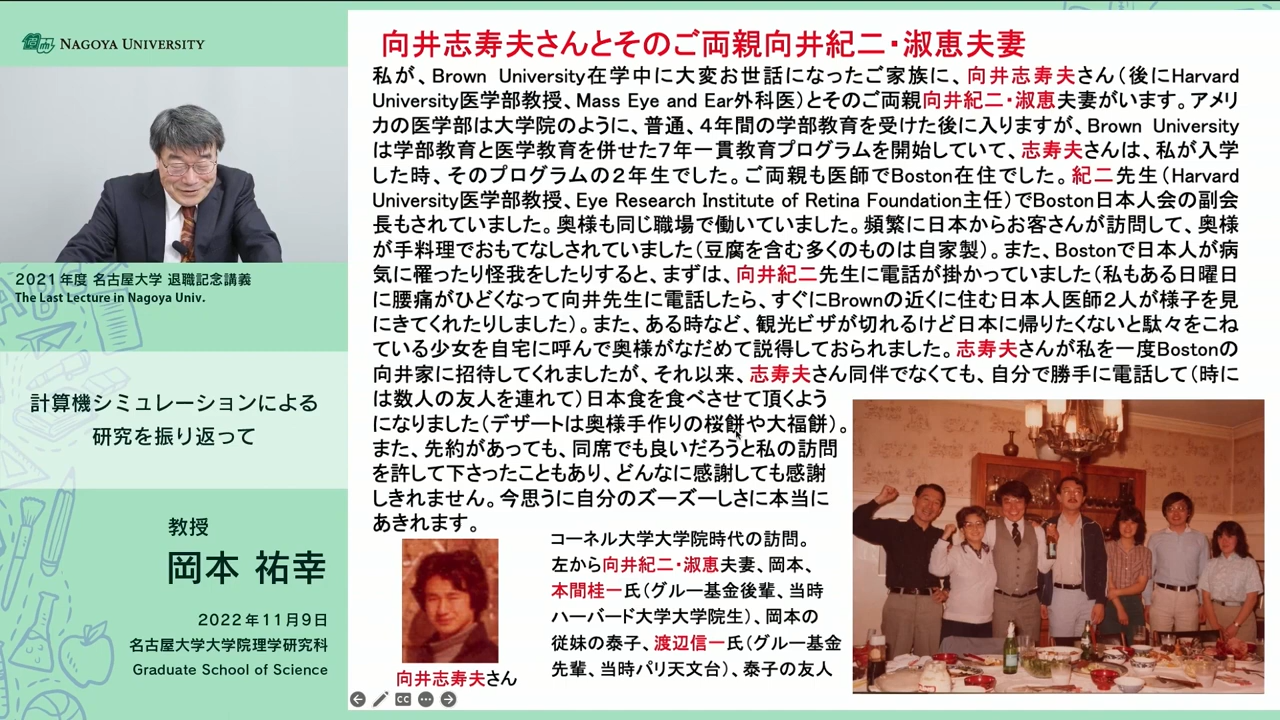 NAGOYA UNIVERSITY
2021年度 名古屋大学 退職記念講義
The Last Lecture in Nagoya Univ.
計算機シミュレーションによる
研究を振り返って
教授
岡本 祐幸
2022年11月9日
名古屋大学大学院理学研究科
Graduate School of Science
向井志寿夫さんとそのご両親向井紀二・淑恵夫妻
私が、Brown University在学中に大変お世話になったご家族に、向井志寿夫さん（後にHarvard
University医学部教授、Mass Eye and Ear外科医）とそのご両親向井紀二・淑恵夫妻がいます。アメリ
カの医学部は大学院のように、普通、４年間の学部教育を受けた後に入りますが、Brown University
は学部教育と医学教育を併せた７年一貫教育プログラムを開始していて、志寿夫さんは、私が入学
した時、そのプログラムの２年生でした。ご両親も医師でBoston在住でした。紀二先生（Harvard
University医学部教授、Eye Research Institute of Retina Foundation主任）でBoston日本人会の副会
長もされていました。奥様も同じ職場で働いていました。頻繁に日本からお客さんが訪問して、奥様
が手料理でおもてなしされていました（豆腐を含む多くのものは自家製）。また、Bostonで日本人が病
気に罹ったり怪我をしたりすると、まずは、向井紀二先生に電話が掛かっていました（私もある日曜日
に腰痛がひどくなって向井先生に電話したら、すぐにBrownの近くに住む日本人医師２人が様子を見
にきてくれたりしました）。また、ある時など、観光ビザが切れるけど日本に帰りたくないと駄々をこね
ている少女を自宅に呼んで奥様がなだめて説得しておられました。志寿夫さんが私を一度Bostonの
向井家に招待してくれましたが、それ以来、志寿夫さん同伴でなくても、自分で勝手に電話して（時に
は数人の友人を連れて）日本食を食べさせて頂くよう
になりました（デザートは奥様手作りの桜餅や大福餅）。
また、先約があっても、同席でも良いだろうと私の訪問
を許して下さったこともあり、どんなに感謝しても感謝
しきれません。今思うに自分のズーズーしさに本当に
あきれます。
向井志寿夫さん
コーネル大学大学院時代の訪問。
左から向井紀二・淑恵夫妻、岡本、
本間桂一氏（グルー基金後輩、当時
ハーバード大学大学院生）、岡本の
従妹の泰子、渡辺信一氏（グルー基金
先輩、当時パリ天文台）、泰子の友人